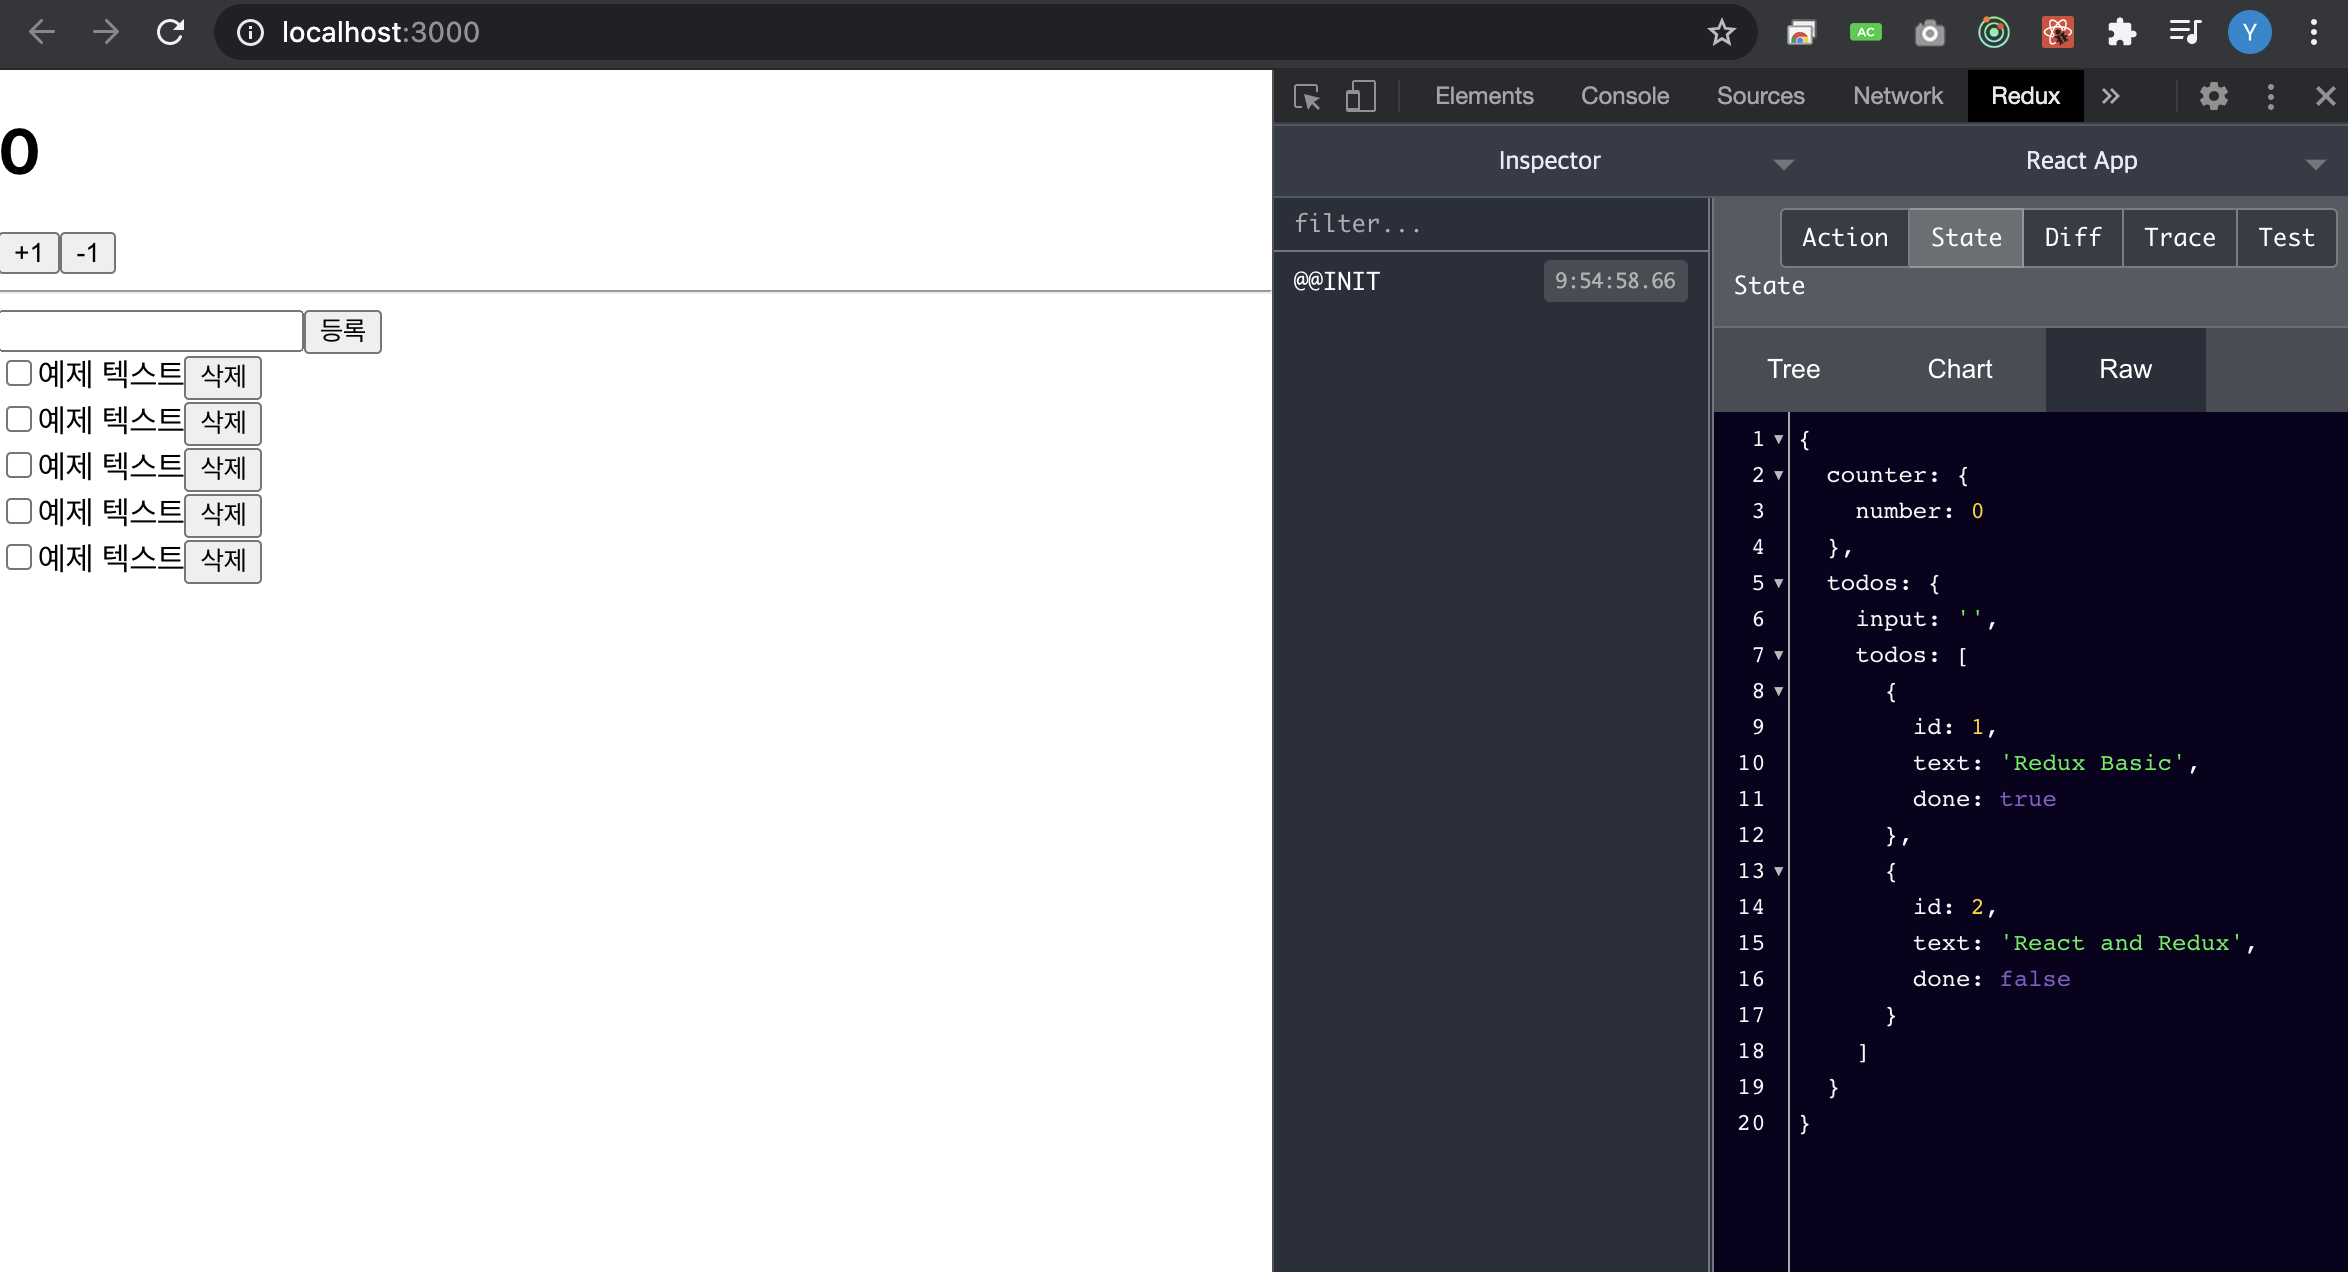 localhost:3000
AC
Y
Elements Console Sources Network Redux
Inspector React App
0
+1 -1
등록
예제 텍스트 삭제
예제 텍스트 삭제
예제 텍스트 삭제
예제 텍스트 삭제
예제 텍스트 삭제
filter...
@@INIT 9:54:58.66
Action State Diff Trace Test
State
Tree Chart Raw
1 {
2 counter: {
3 number: 0
4 },
5 todos: {
6 input: '',
7 todos: [
8 {
9 id: 1,
10 text: 'Redux Basic',
11 done: true
12 },
13 {
14 id: 2,
15 text: 'React and Redux',
16 done: false
17 }
18 ]
19 }
20 }